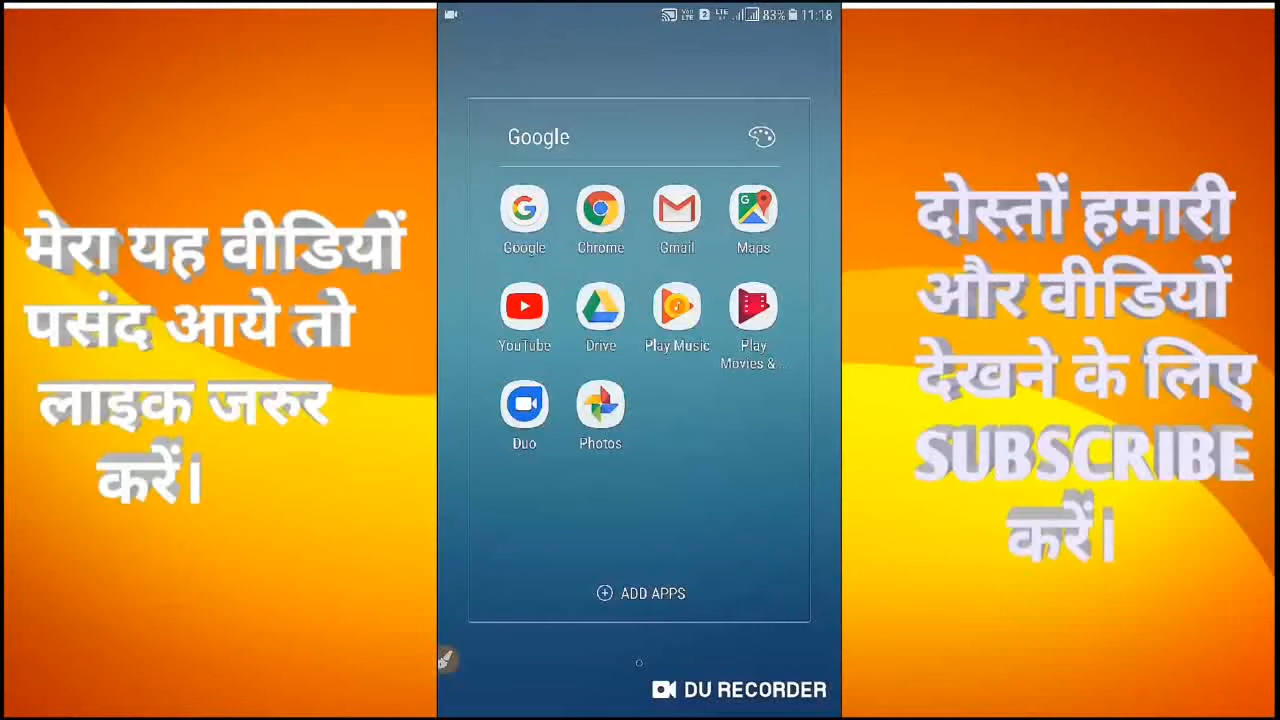 मेरा यह वीडियों
पसंद आये तो
लाइक जरुर
करें।
83% 11:18
Google
Google Chrome Gmail Maps
YouTube Drive Play Music Play
Movies & ..
Duo Photos
ADD APPS
DU RECORDER
दोस्तों हमारी
और वीडियों
देखने के लिए
SUBSCRIBE
करें।